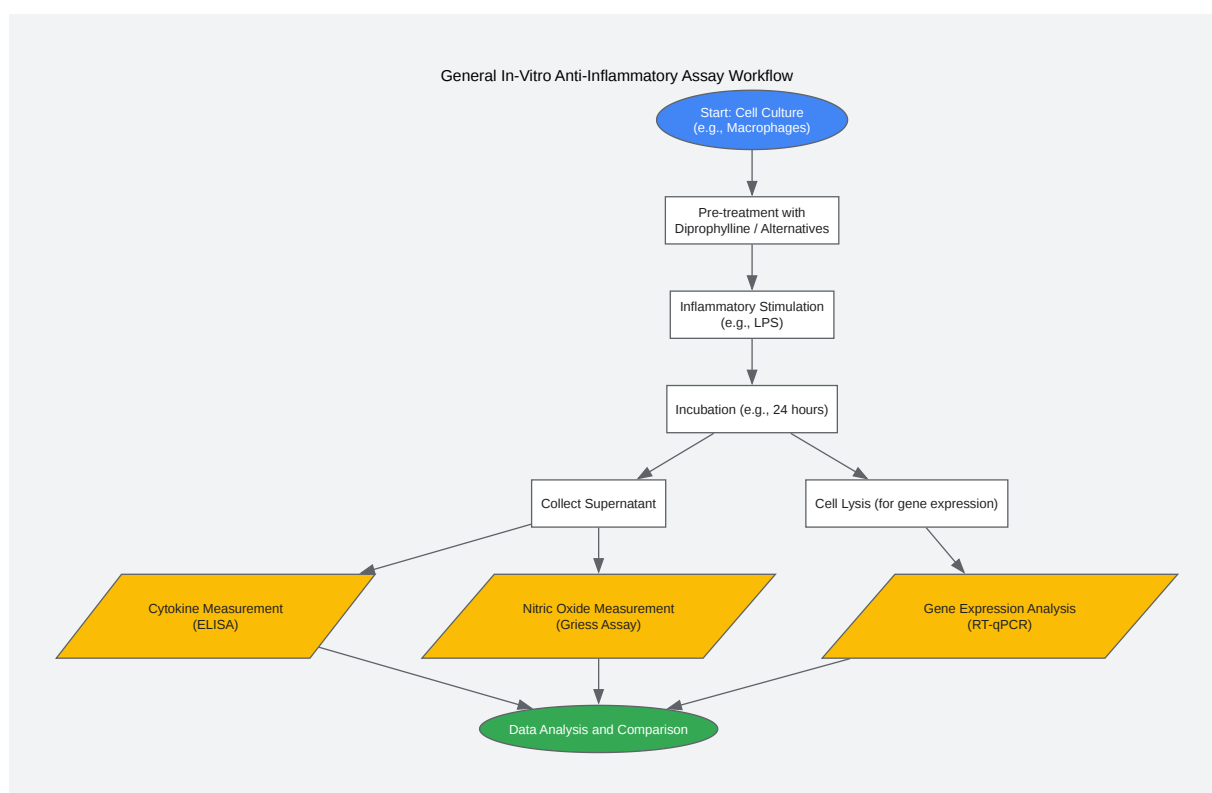 General In-Vitro Anti-Inflammatory Assay Workflow
Start: Cell Culture
(e.g., Macrophages)
Pre-treatment with
Diprophylline / Alternatives
Inflammatory Stimulation
(e.g., LPS)
Incubation (e.g., 24 hours)
Collect Supernatant
Cell Lysis (for gene expression)
Cytokine Measurement
(ELISA)
Nitric Oxide Measurement
(Griess Assay)
Gene Expression Analysis
(RT-qPCR)
Data Analysis and Comparison